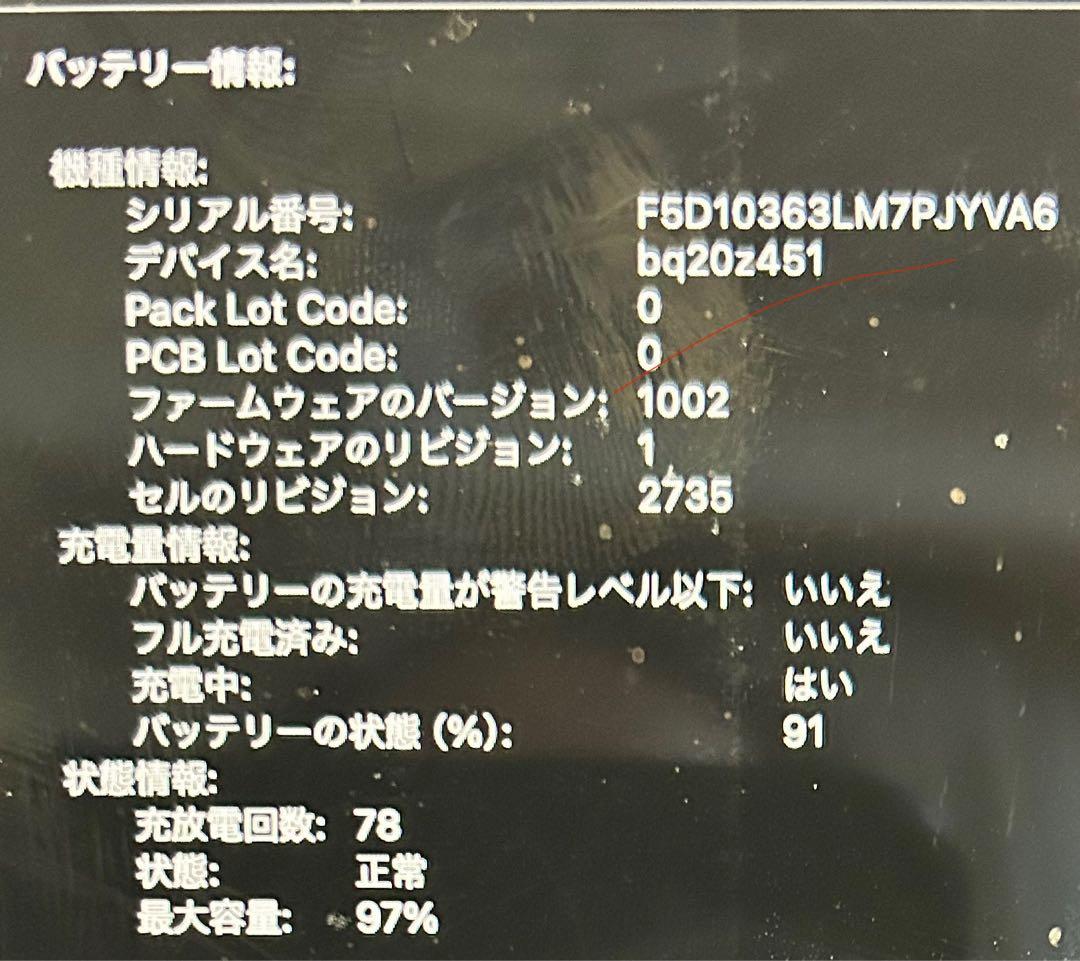 バッテリー情報:
機種情報:
シリアル番号: F5D10363LM7PJYVA6
デバイス名: bq20z451
Pack Lot Code: 0
PCB Lot Code: 0
ファームウェアのバージョン: 1002
ハードウェアのリビジョン: 1
セルのリビジョン: 2735
充電量情報:
バッテリーの充電量が警告レベル以下: いいえ
フル充電済み: いいえ
充電中: はい
バッテリーの状態 (%): 91
状態情報:
充放電回数: 78
状態: 正常
最大容量: 97%